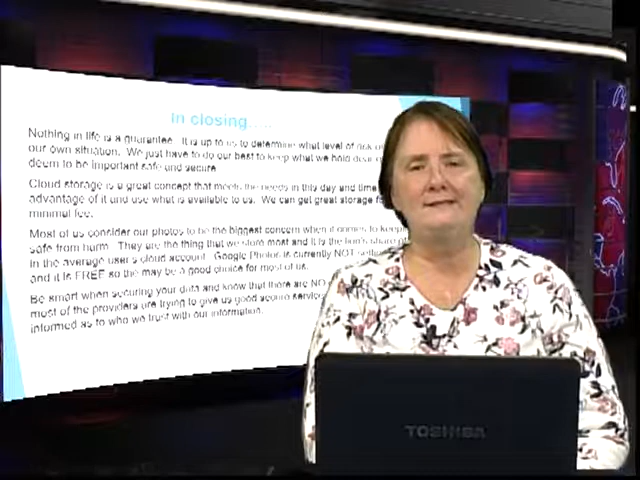 In closing.....
Nothing in life is a guarantee. It is up to us to determine what level of risk
our own situation. We just have to do our best to keep what we hold dear
deem to be important safe and secure
Cloud storage is a great concept that meets the needs in this day and time
advantage of it and use what is available to us. We can get great storage
minimal fee.
Most of us consider our photos to be the biggest concern when it comes to
safe from harm. They are the thing that we store most and it is the lion's share
in the average user's cloud account. Google Photos is currently NOT
and it is FREE so the may be a good choice for most of us.
Be smart when securing your data and know that there are NO
most of the providers are trying to give us good secure
informed as to who we trust with our information.
TOSHIBA